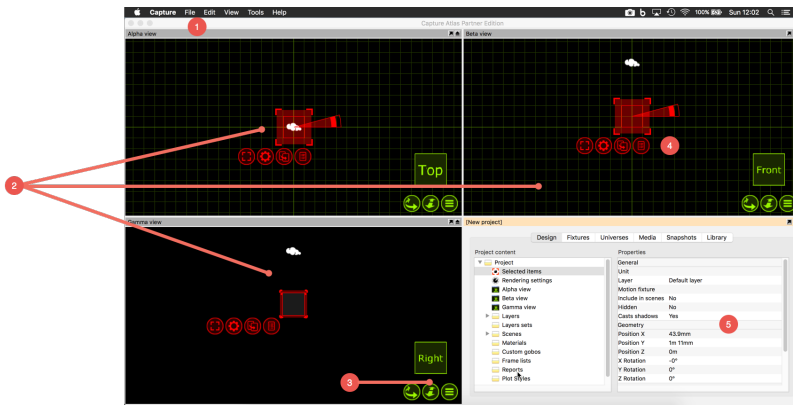 Capture File Edit View Tools Help
100% Sun 12:02
1
Capture Atlas Partner Edition
Alpha view
Beta view
4
Top
Front
2
Gamma view
[New project]
Design Fixtures Universes Media Snapshots Library
Project content
Properties
Project
General
Selected items
Unit
Rendering settings
Layer Default layer
Alpha view
Motion fixture
Beta view
Include in scenes No
Gamma view
Hidden No
Layers
Casts shadows Yes
Layers sets
Geometry
5
Scenes
Position X 43.9mm
Materials
Position Y 1m 11mm
Custom gobos
Position Z 0m
Frame lists
X Rotation -0°
Reports
Y Rotation 0°
Plot Styles
Z Rotation 0°
Right
3